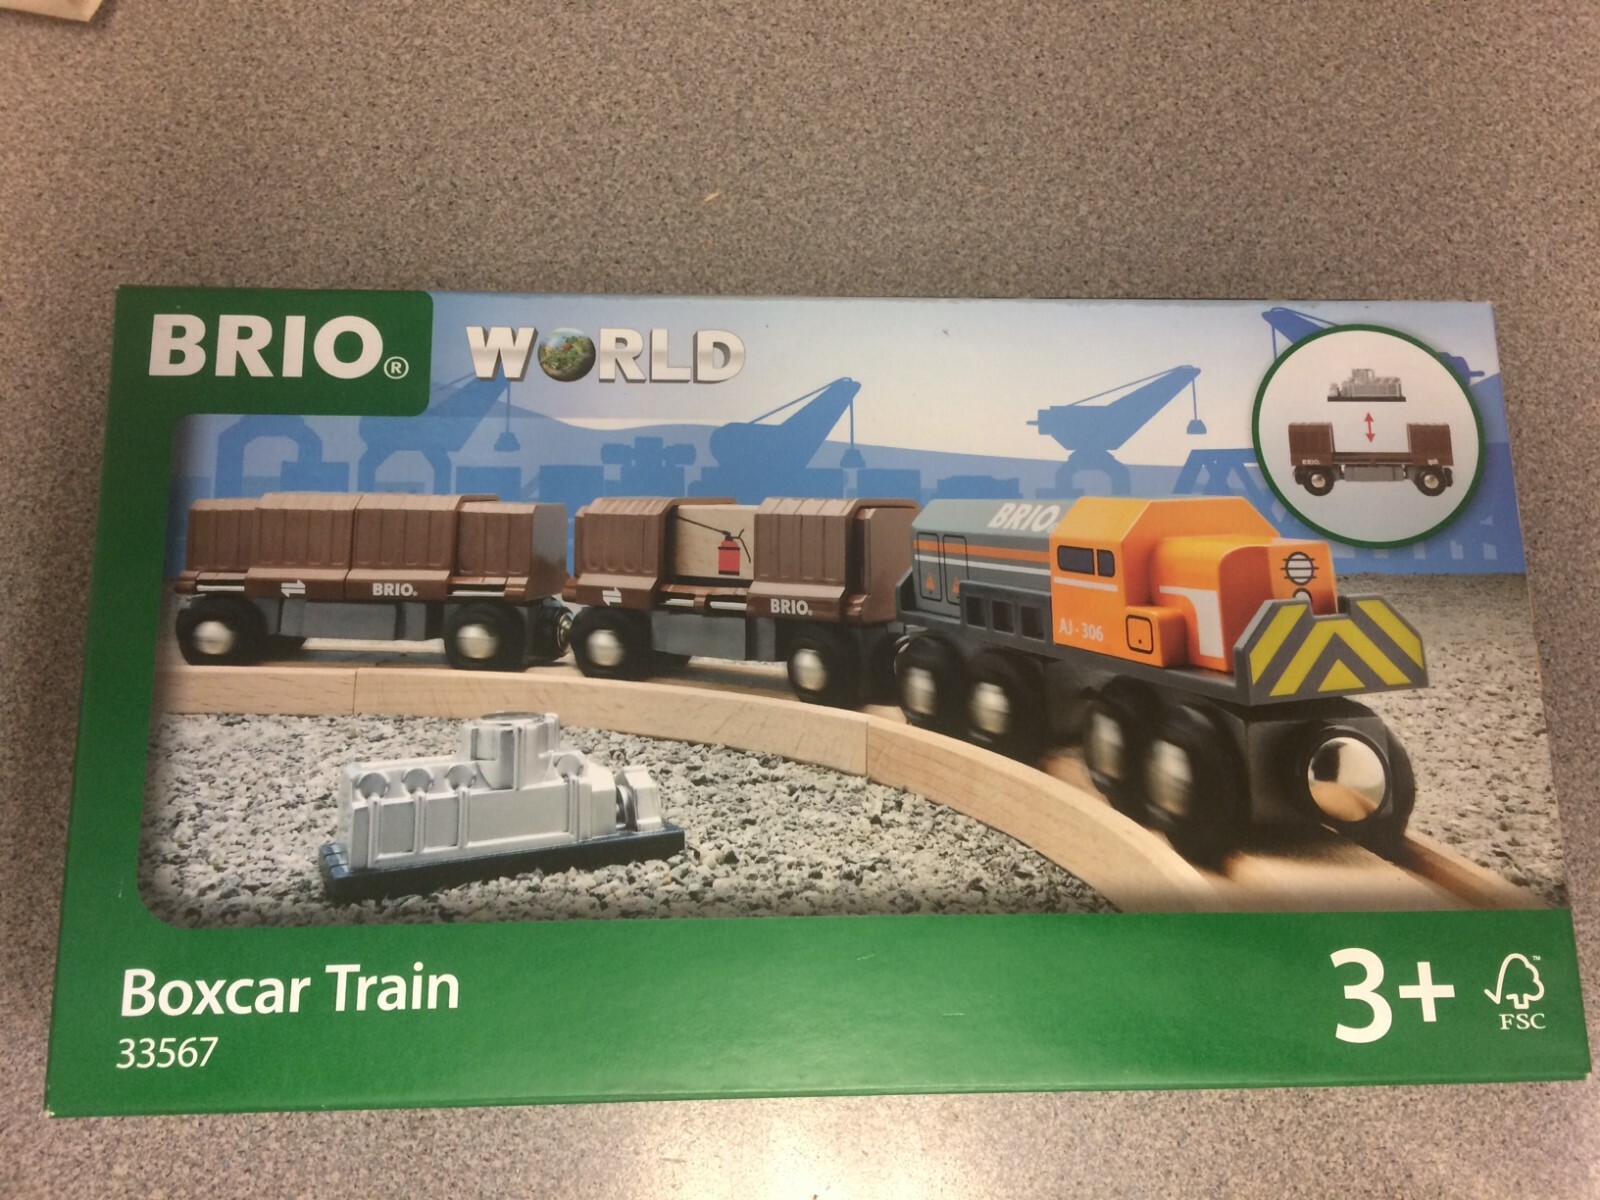 BRIO®
WORLD
BRIO.
BRIO.
BRIO.
BRIO.
AJ-306
Boxcar Train
33567
3+
FSC